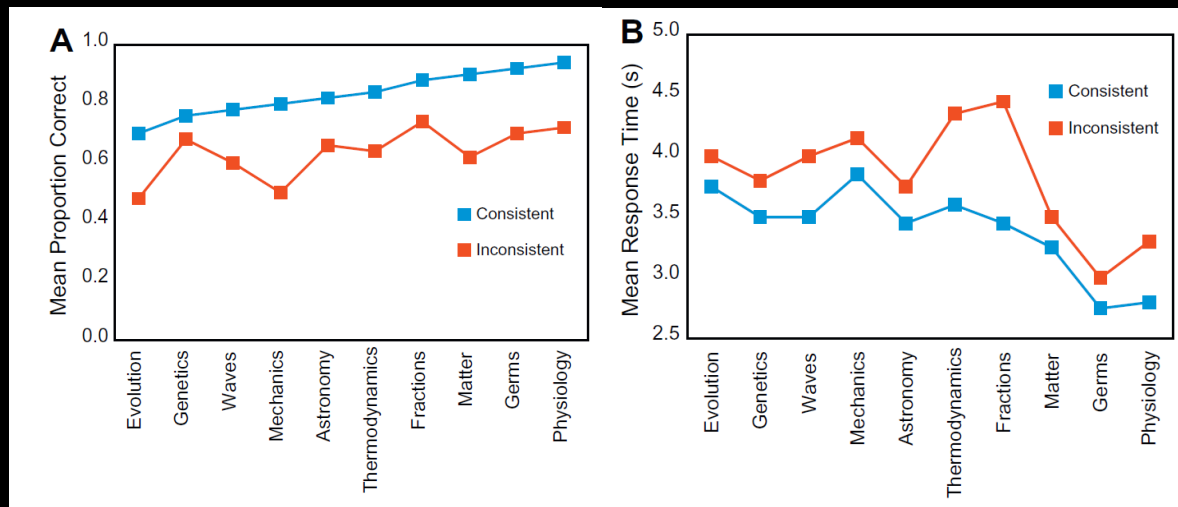 A
Mean Proportion Correct
1.0
0.8
0.6
0.4
0.2
0.0
Consistent
Inconsistent
Evolution
Genetics
Waves
Mechanics
Astronomy
Thermodynamics
Fractions
Matter
Germs
Physiology
B
Mean Response Time (s)
5.0
4.5
4.0
3.5
3.0
2.5
Consistent
Inconsistent
Evolution
Genetics
Waves
Mechanics
Astronomy
Thermodynamics
Fractions
Matter
Germs
Physiology